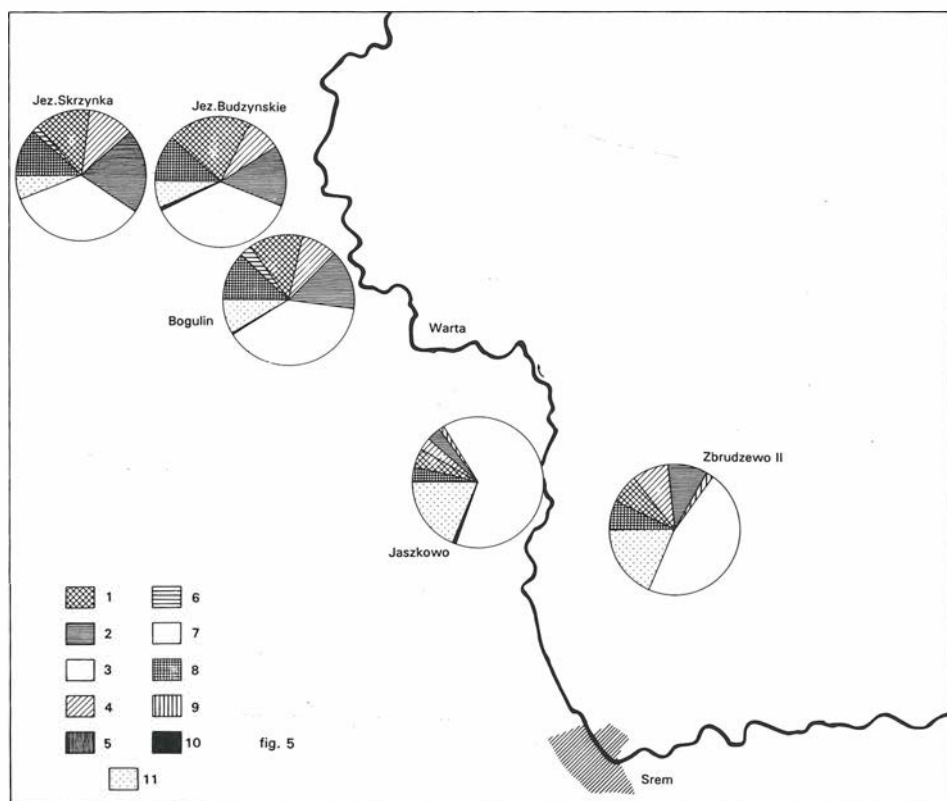 Jez.Skrzynka
Jez.Budzynskie
Bogulin
Warta
Zbrudzewo II
Jaszkowo
1 6
2 7
3 8
4 9
5 10 fig. 5
11
Srem